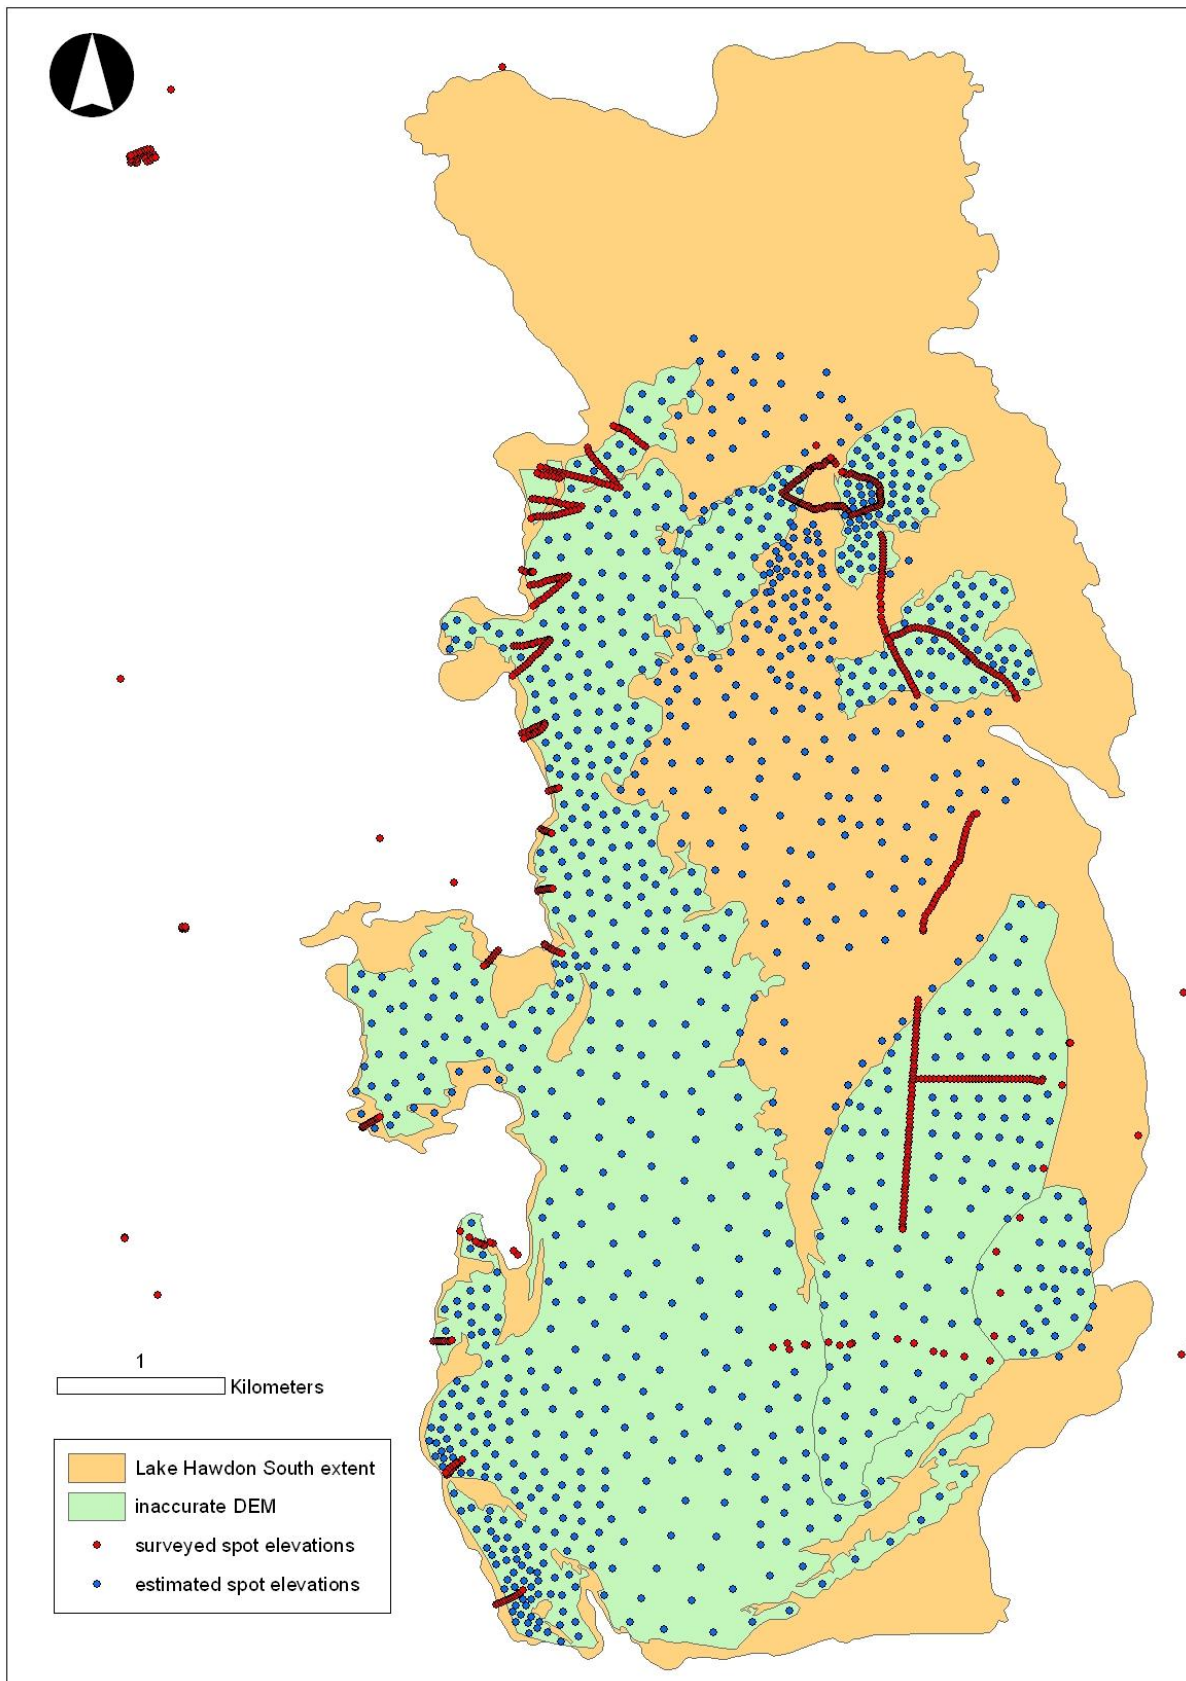 1
Kilometers
Lake Hawdon South extent
inaccurate DEM
surveyed spot elevations
estimated spot elevations